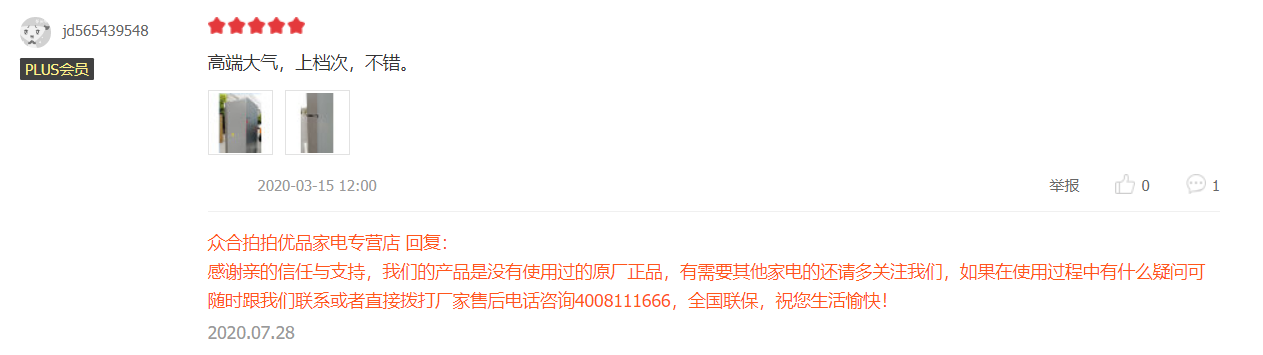 jd565439548
PLUS会员
高端大气，上档次，不错。
2020-03-15 12:00
举报
0
1
众合拍拍优品家电专营店 回复：
感谢亲的信任与支持，我们的产品是没有使用过的原厂正品，有需要其他家电的还请多关注我们，如果在使用过程中有什么疑问可
随时跟我们联系或者直接拨打厂家售后电话咨询4008111666，全国联保，祝您生活愉快！
2020.07.28